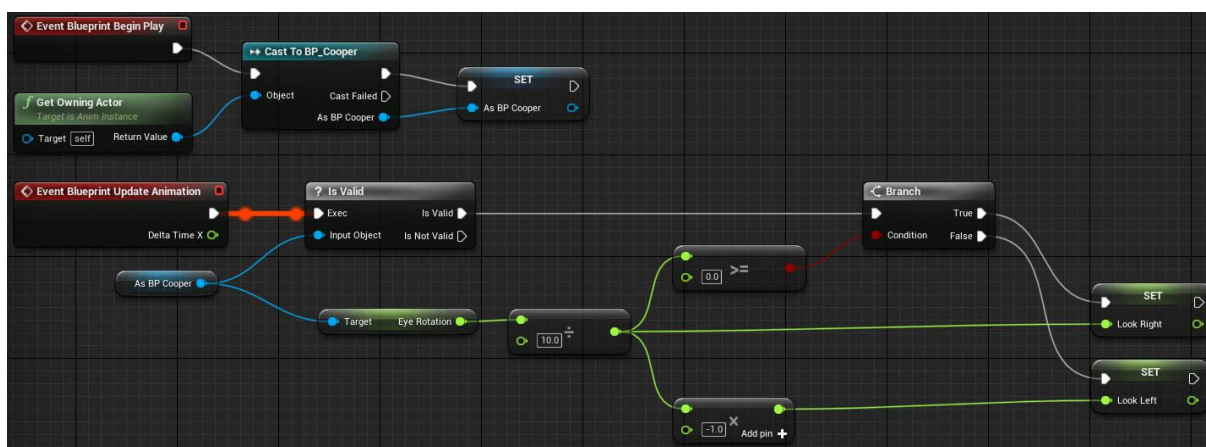 Event Blueprint Begin Play
Cast To BP_Cooper
Object
Cast Failed
As BP Cooper
SET
As BP Cooper
f Get Owning Actor
Target is Anim Instance
Target self Return Value
Event Blueprint Update Animation
Delta Time X
? Is Valid
Exec Is Valid
Input Object Is Not Valid
As BP Cooper
Target Eye Rotation
10.0 ÷
0.0 >=
-1.0 × Add pin +
Branch
True
Condition False
SET
Look Right
SET
Look Left